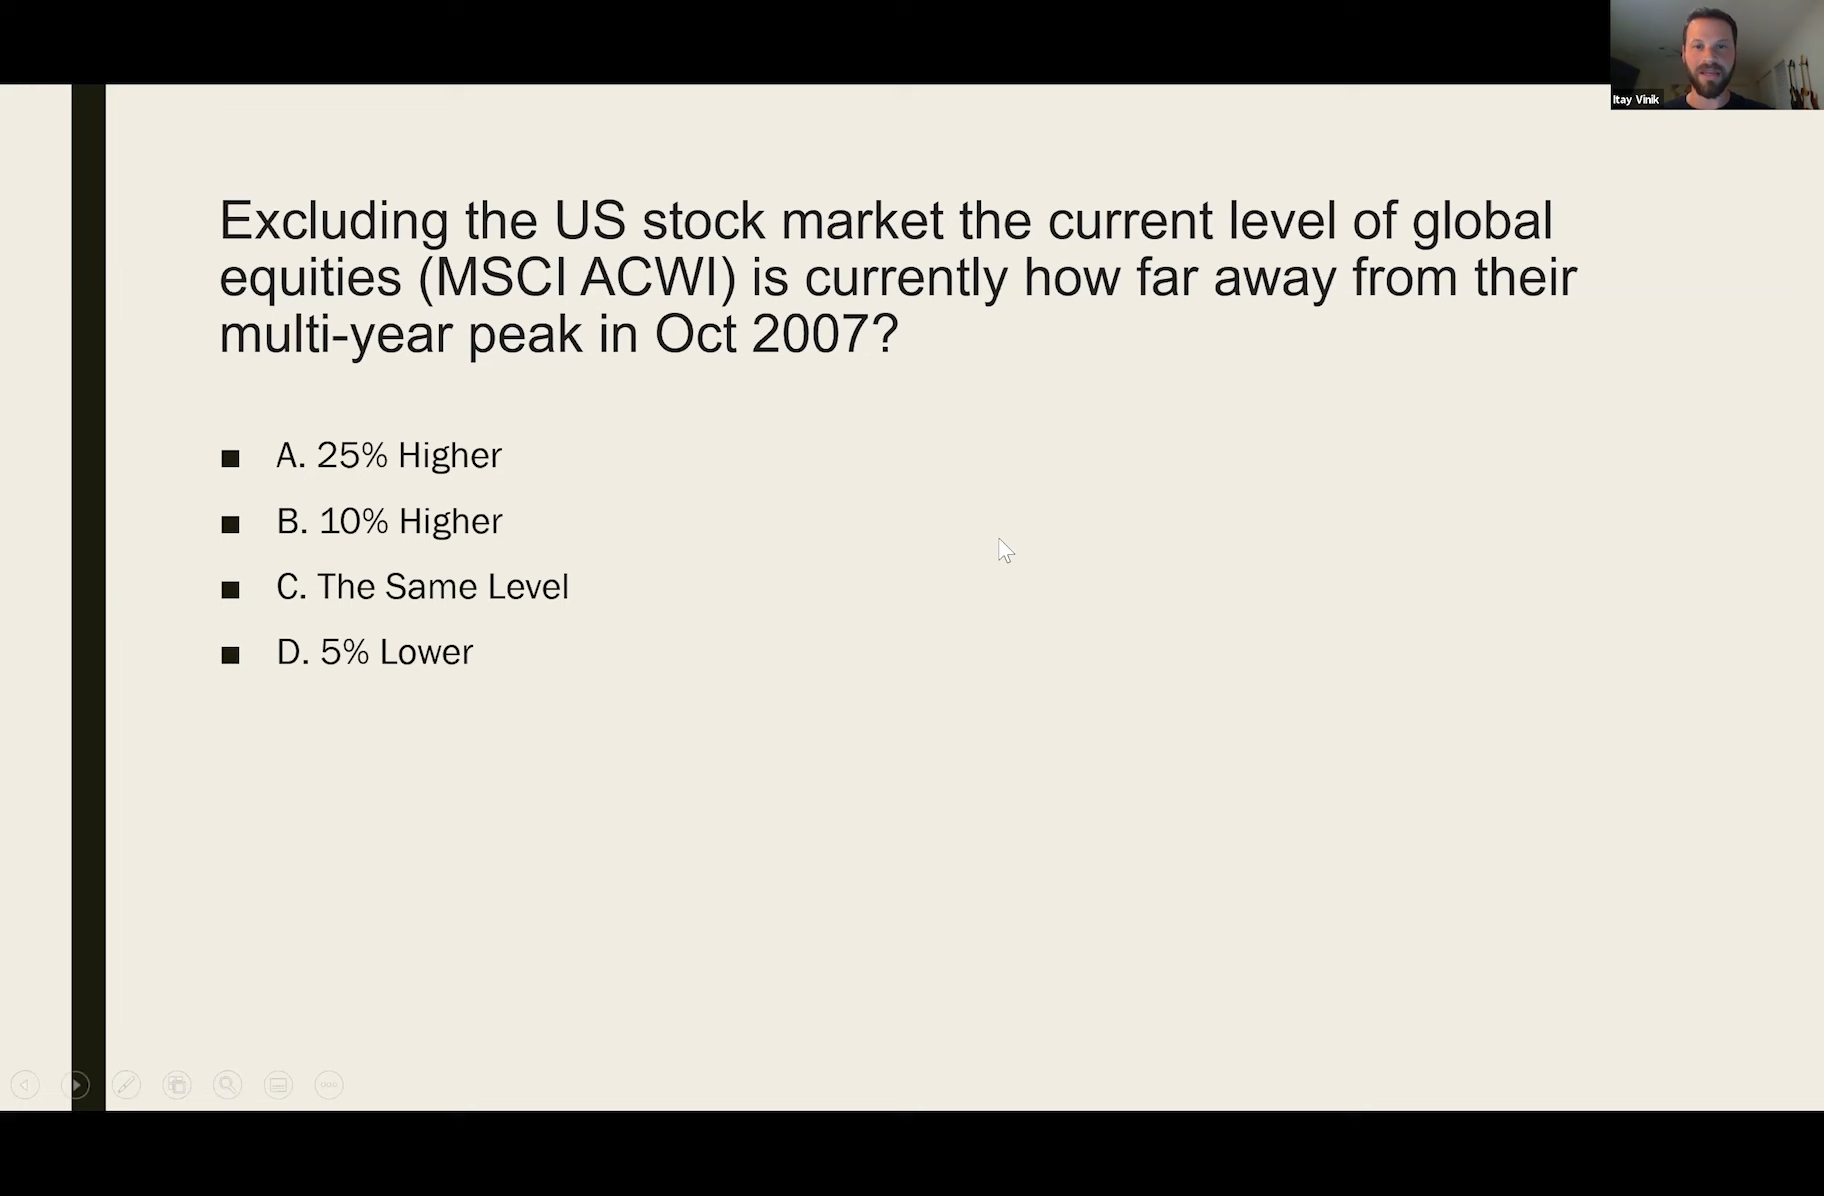 Itay Vinik
Excluding the US stock market the current level of global
equities (MSCI ACWI) is currently how far away from their
multi-year peak in Oct 2007?
■ A. 25% Higher
■ B. 10% Higher
■ C. The Same Level
■ D. 5% Lower